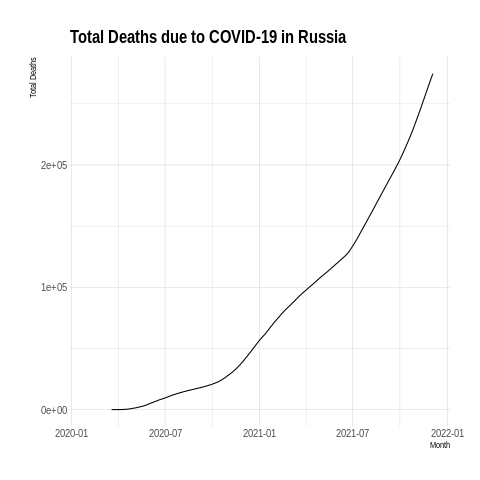 Total Deaths due to COVID-19 in Russia
Total Deaths
2e+05
1e+05
0e+00
2020-01 2020-07 2021-01 2021-07 2022-01
Month